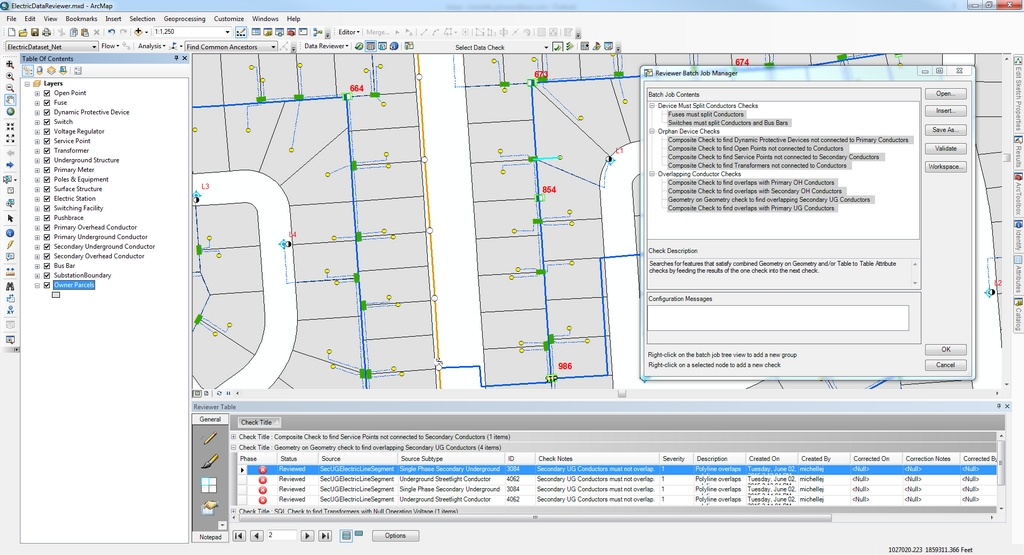 ElectricDataReviewer.mxd - ArcMap
File Edit View Bookmarks Insert Selection Geoprocessing Customize Windows Help
1:1,250
Editor
ElectricDataset_Net Flow Analysis Find Common Ancestors Data Reviewer Select Data Check
Table Of Contents
Layers
Open Point
Fuse
Dynamic Protective Device
Switch
Voltage Regulator
Service Point
Transformer
Underground Structure
Primary Meter
Poles & Equipment
Surface Structure
Electric Station
Switching Facility
Pushbrace
Primary Overhead Conductor
Primary Underground Conductor
Secondary Underground Conductor
Secondary Overhead Conductor
Bus Bar
SubstationBoundary
Owner Parcels
664
673
674
854
986
L1
L2
L3
L4
Reviewer Batch Job Manager
Batch Job Contents
Device Must Split Conductors Checks
Fuses must split Conductors
Switches must split Conductors and Bus Bars
Orphan Device Checks
Composite Check to find Dynamic Protective Devices not connected to Primary Conductors
Composite Check to find Open Points not connected to Conductors
Composite Check to find Service Points not connected to Secondary Conductors
Composite Check to find Transformers not connected to Conductors
Overlapping Conductor Checks
Composite Check to find overlaps with Primary OH Conductors
Composite Check to find overlaps with Secondary OH Conductors
Geometry on Geometry check to find overlapping Secondary UG Conductors
Composite Check to find overlaps with Primary UG Conductors
Open...
Insert...
Save As...
Validate
Workspace...
Check Description
Searches for features that satisfy combined Geometry on Geometry and/or Table to Table Attribute
checks by feeding the results of the one check into the next check.
Configuration Messages
Right-click on the batch job tree view to add a new group
Right-click on a selected node to add a new check
OK
Cancel
Edit Sketch Properties
Results
ArcToolbox
Identify
Attributes
Catalog
Reviewer Table
General
Notepad
Check Title
Check Title : Composite Check to find Service Points not connected to Secondary Conductors (1 items)
Check Title : Geometry on Geometry check to find overlapping Secondary UG Conductors (4 items)
Phase Status Source Source Subtype ID Check Notes Severity Description Created On Created By Corrected On Correction Notes Corrected By
Reviewed SecUGElectricLineSegment Single Phase Secondary Underground 3084 Secondary UG Conductors must not overlap. 1 Polyline overlaps Tuesday, June 02, michellej <Null> <Null> <Null>
Reviewed SecUGElectricLineSegment Underground Streetlight Conductor 4062 Secondary UG Conductors must not overlap. 1 Polyline overlaps Tuesday, June 02, michellej <Null> <Null> <Null>
Reviewed SecUGElectricLineSegment Single Phase Secondary Underground 3084 Secondary UG Conductors must not overlap. 1 Polyline overlaps Tuesday, June 02, michellej <Null> <Null> <Null>
Reviewed SecUGElectricLineSegment Underground Streetlight Conductor 4062 Secondary UG Conductors must not overlap. 1 Polyline overlaps Tuesday, June 02, michellej <Null> <Null> <Null>
Check Title : SQL Check to find Transformers with Null Operating Voltage (1 items)
2
Options
1027020.223 1859311.366 Feet